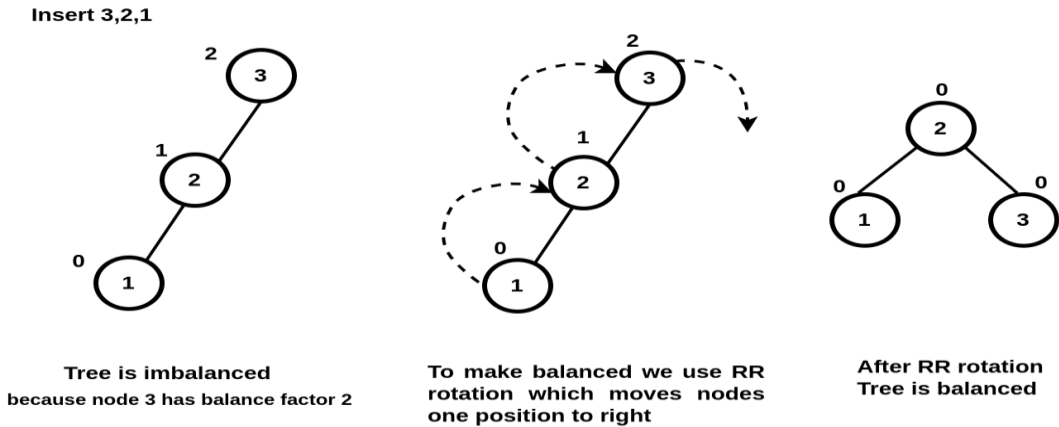 Insert 3,2,1
2
3
1
2
0
1
Tree is imbalanced
because node 3 has balance factor 2
2
3
1
2
0
1
To make balanced we use RR
rotation which moves nodes
one position to right
0
2
0
0
1
3
After RR rotation
Tree is balanced